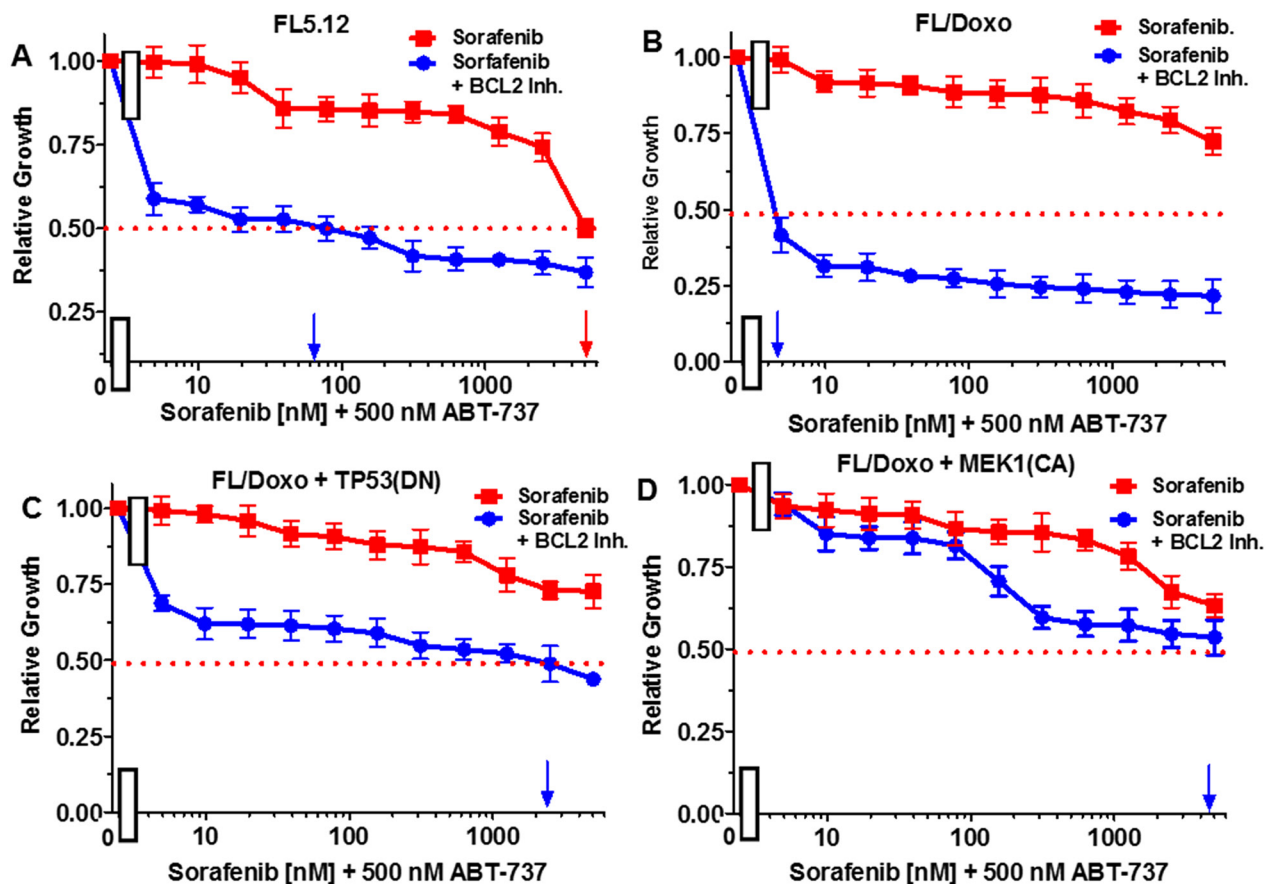 A
FL5.12
Sorafenib
Sorfafenib
+ BCL2 Inh.
Relative Growth
1.00
0.75
0.50
0.25
0
10
100
1000
Sorafenib [nM] + 500 nM ABT-737
B
FL/Doxo
Sorafenib.
Sorafenib
+ BCL2 Inh.
Relative Growth
1.00
0.75
0.50
0.25
0.00
0
10
100
1000
Sorafenib [nM] + 500 nM ABT-737
C
FL/Doxo + TP53(DN)
Sorafenib
Sorafenib
+ BCL2 Inh.
Relative Growth
1.00
0.75
0.50
0.25
0.00
0
10
100
1000
Sorafenib [nM] + 500 nM ABT-737
D
FL/Doxo + MEK1(CA)
Sorafenib
Sorafenib
+ BCL2 Inh.
Relative Growth
1.00
0.75
0.50
0.25
0.00
0
10
100
1000
Sorafenib [nM] + 500 nM ABT-737